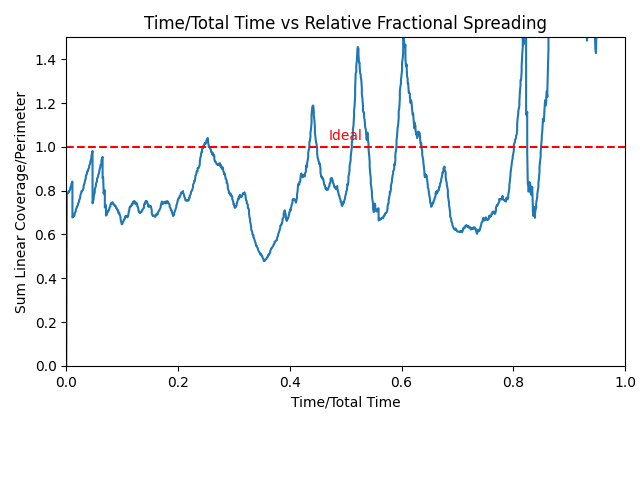 Time/Total Time vs Relative Fractional Spreading
Sum Linear Coverage/Perimeter
1.4
1.2
1.0
0.8
0.6
0.4
0.2
0.0
Ideal
0.0 0.2 0.4 0.6 0.8 1.0
Time/Total Time